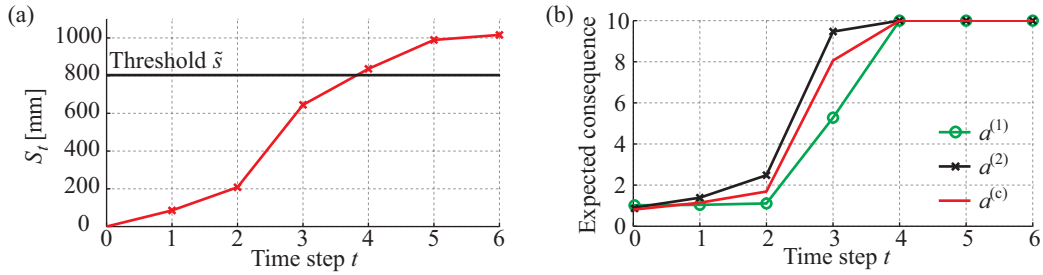 (a)
1000
800
600
400
200
0
S_t [mm]
Threshold s̃
0 1 2 3 4 5 6
Time step t
(b)
10
8
6
4
2
0
Expected consequence
a^(1)
a^(2)
a^(c)
0 1 2 3 4 5 6
Time step t